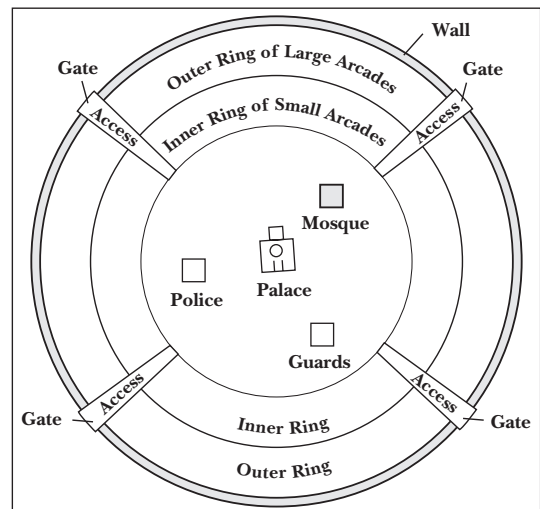 Wall
Outer Ring of Large Arcades
Gate
Gate
Access
Access
Inner Ring of Small Arcades
Mosque
Police
Palace
Guards
Access
Access
Gate
Gate
Inner Ring
Outer Ring